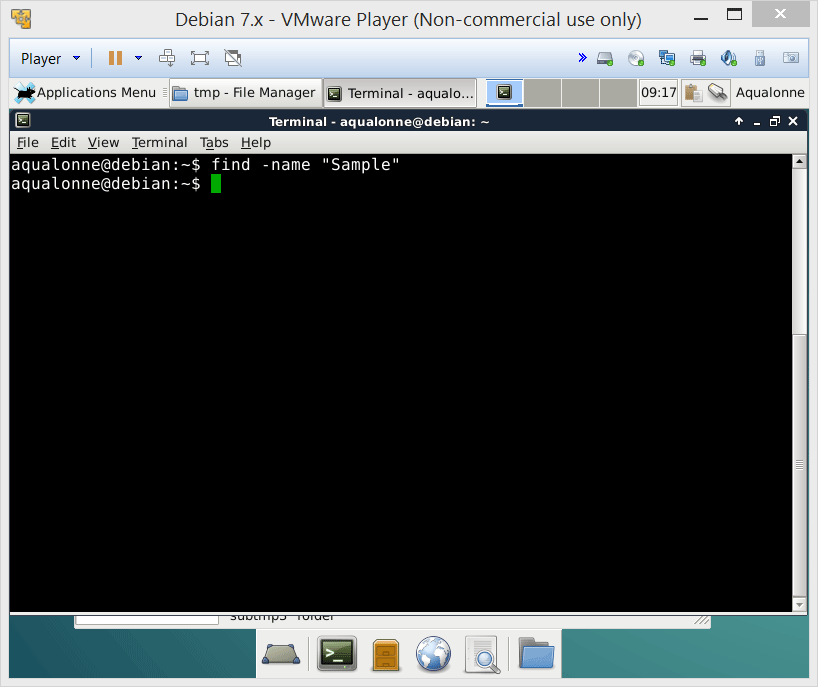 Debian 7.x - VMware Player (Non-commercial use only)
Player
Applications Menu
tmp - File Manager
Terminal - aqualo...
09:17
Aqualonne
Terminal - aqualonne@debian: ~
File Edit View Terminal Tabs Help
aqualonne@debian:~$ find -name "Sample"
aqualonne@debian:~$
"subtmp3" folder